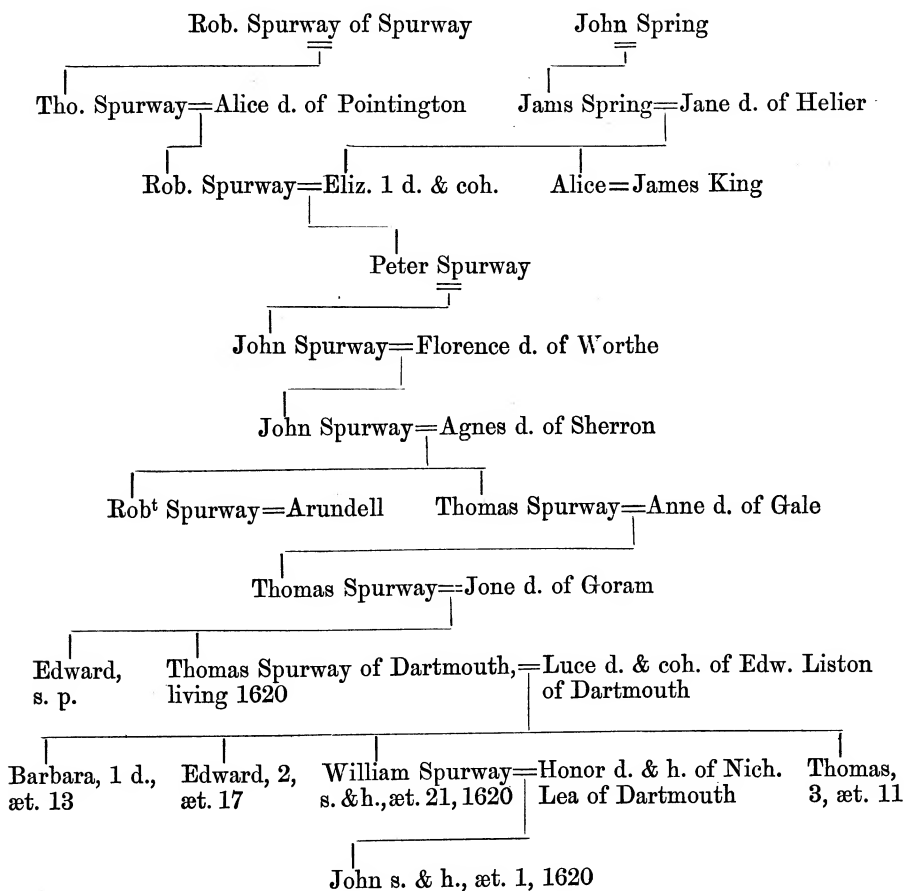 Rob. Spurway of Spurway John Spring
Tho. Spurway=Alice d. of Pointington Jams Spring=Jane d. of Helier
Rob. Spurway=Eliz. 1 d. & coh. Alice=James King
Peter Spurway
John Spurway=Florence d. of Worthe
John Spurway=Agnes d. of Sherron
Robᵗ Spurway=Arundell Thomas Spurway=Anne d. of Gale
Thomas Spurway=Jone d. of Goram
Edward, Thomas Spurway of Dartmouth,=Luce d. & coh. of Edw. Liston
s. p. living 1620 of Dartmouth
Barbara, 1 d., Edward, 2, William Spurway=Honor d. & h. of Nich. Thomas,
æt. 13 æt. 17 s. & h., æt. 21, 1620 Lea of Dartmouth 3, æt. 11
John s. & h., æt. 1, 1620